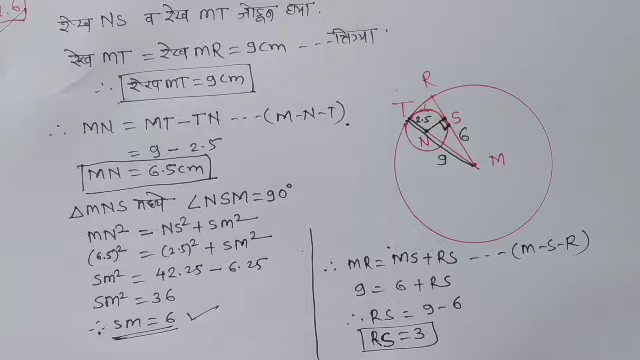 .6
रेख NS व रेख MT जोडून घ्या.
रेख MT = रेख MR = 9cm ---त्रिज्या
∴ रेख MT = 9cm
∴ MN = MT - TN --- (M-N-T).
= 9 - 2.5
MN = 6.5cm
△MNS मध्ये ∠NSM = 90°
MN² = NS² + SM²
(6.5)² = (2.5)² + SM²
SM² = 42.25 - 6.25
SM² = 36
∴ SM = 6 ✓
R
T
2.5
S
6
N
9
M
∴ MR = MS + RS --- (M-S-R)
9 = 6 + RS
∴ RS = 9 - 6
RS = 3